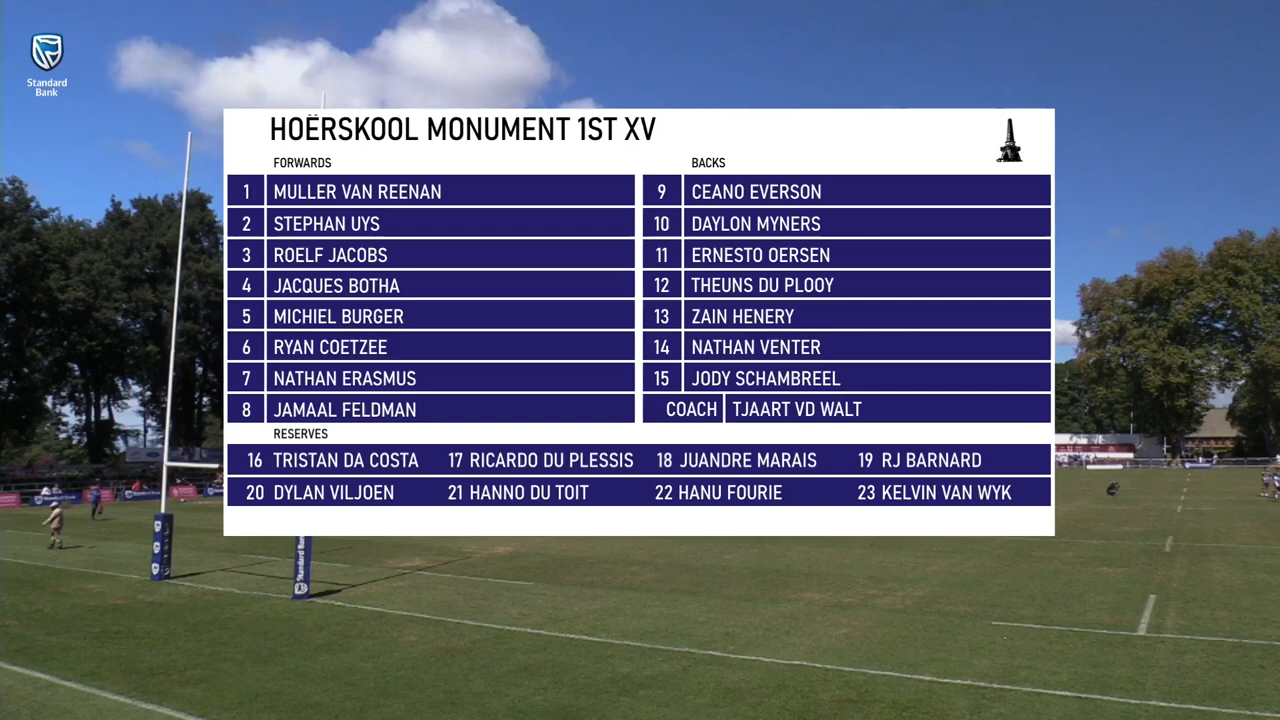 Standard
Bank
HOËRSKOOL MONUMENT 1ST XV
FORWARDS
1 MULLER VAN REENAN
2 STEPHAN UYS
3 ROELF JACOBS
4 JACQUES BOTHA
5 MICHIEL BURGER
6 RYAN COETZEE
7 NATHAN ERASMUS
8 JAMAAL FELDMAN
BACKS
9 CEANO EVERSON
10 DAYLON MYNERS
11 ERNESTO OERSEN
12 THEUNS DU PLOOY
13 ZAIN HENERY
14 NATHAN VENTER
15 JODY SCHAMBREEL
COACH TJAART VD WALT
RESERVES
16 TRISTAN DA COSTA 17 RICARDO DU PLESSIS 18 JUANDRE MARAIS 19 RJ BARNARD
20 DYLAN VILJOEN 21 HANNO DU TOIT 22 HANU FOURIE 23 KELVIN VAN WYK
Standard Ban